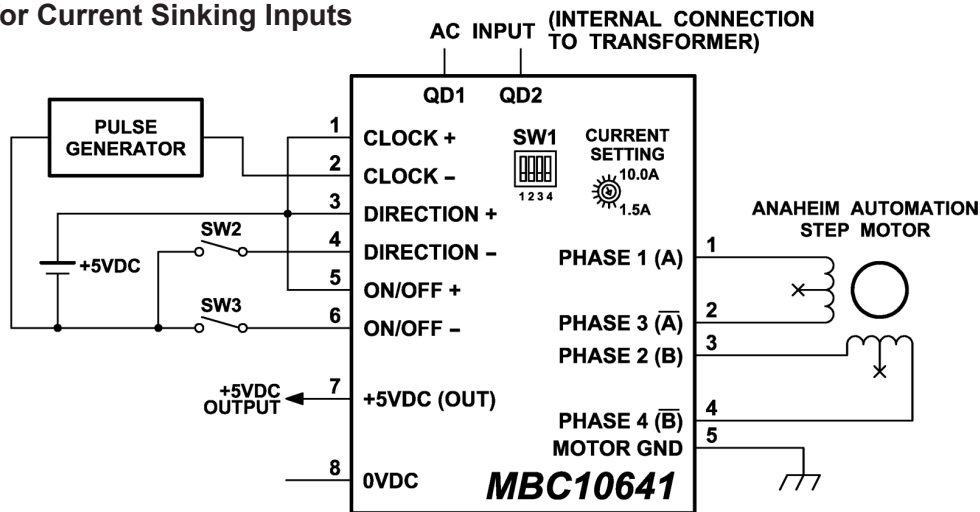 or Current Sinking Inputs
AC INPUT
(INTERNAL CONNECTION
TO TRANSFORMER)
QD1 QD2
PULSE
GENERATOR
1
CLOCK +
2
CLOCK –
3
DIRECTION +
4
DIRECTION –
5
ON/OFF +
6
ON/OFF –
7
+5VDC (OUT)
8
0VDC
SW2
SW3
+5VDC
+5VDC
OUTPUT
SW1
1 2 3 4
CURRENT
SETTING
10.0A
1.5A
PHASE 1 (A)
1
PHASE 3 (A̅)
2
PHASE 2 (B)
3
PHASE 4 (B̅)
4
MOTOR GND
5
MBC10641
ANAHEIM AUTOMATION
STEP MOTOR